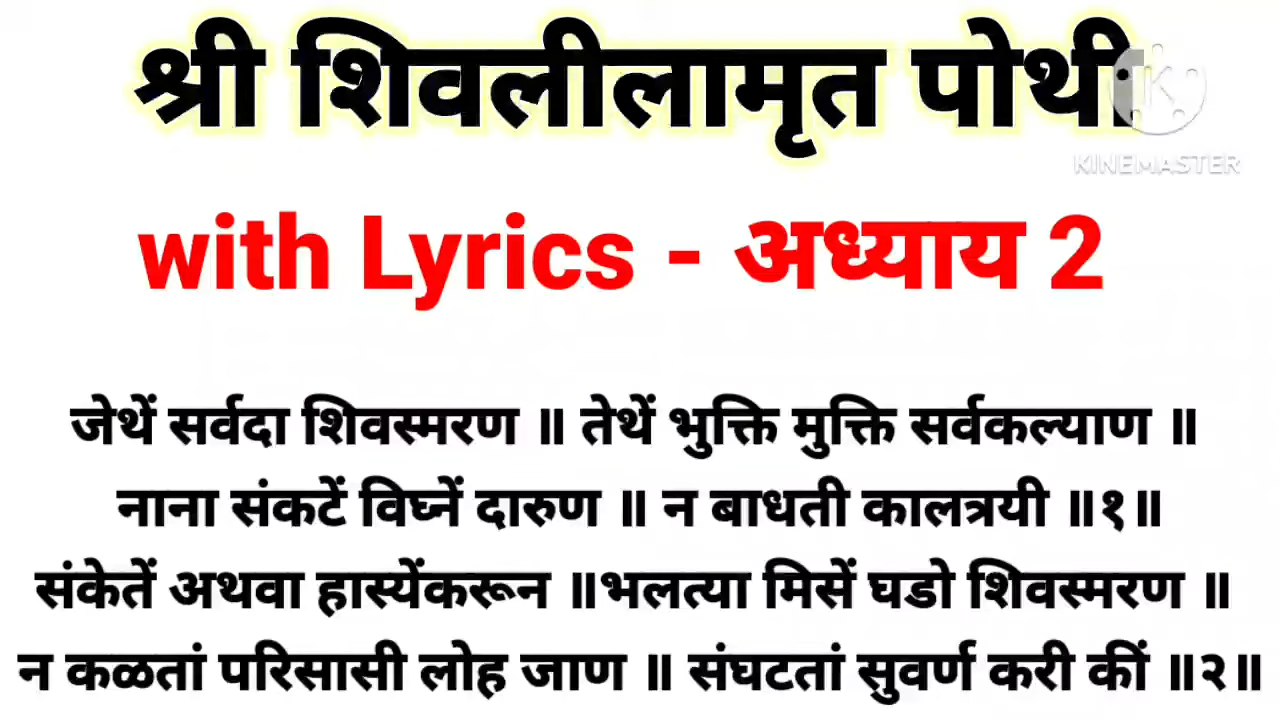 श्री शिवलीलामृत पोथी
KINEMASTER
with Lyrics - अध्याय 2
जेथें सर्वदा शिवस्मरण ॥ तेथें भुक्ति मुक्ति सर्वकल्याण ॥
नाना संकटें विघ्नें दारुण ॥ न बाधती कालत्रयी ॥१॥
संकेतें अथवा हास्येंकरून ॥भलत्या मिसें घडो शिवस्मरण ॥
न कळतां परिसासी लोह जाण ॥ संघटतां सुवर्ण करी कीं ॥२॥